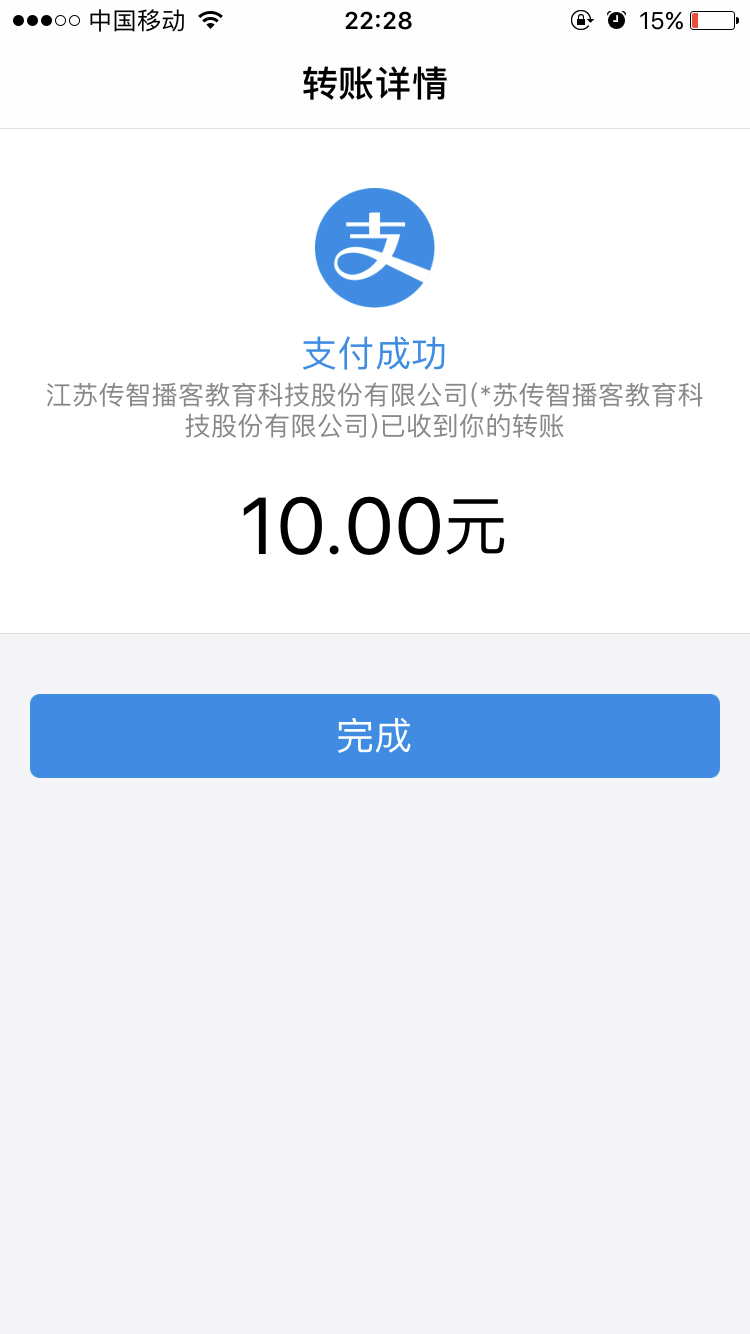 中国移动 22:28 15%
转账详情
支
支付成功
江苏传智播客教育科技股份有限公司(*苏传智播客教育科
技股份有限公司)已收到你的转账
10.00元
完成